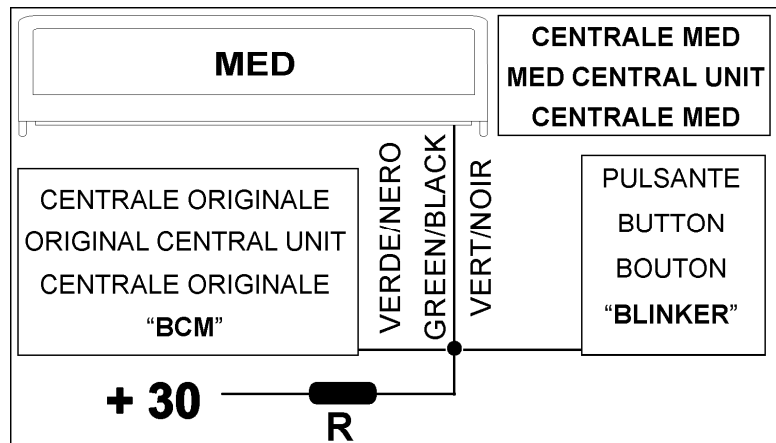 MED
CENTRALE MED
MED CENTRAL UNIT
CENTRALE MED
CENTRALE ORIGINALE
ORIGINAL CENTRAL UNIT
CENTRALE ORIGINALE
“BCM”
VERDE/NERO
GREEN/BLACK
VERT/NOIR
PULSANTE
BUTTON
BOUTON
“BLINKER”
+ 30
R